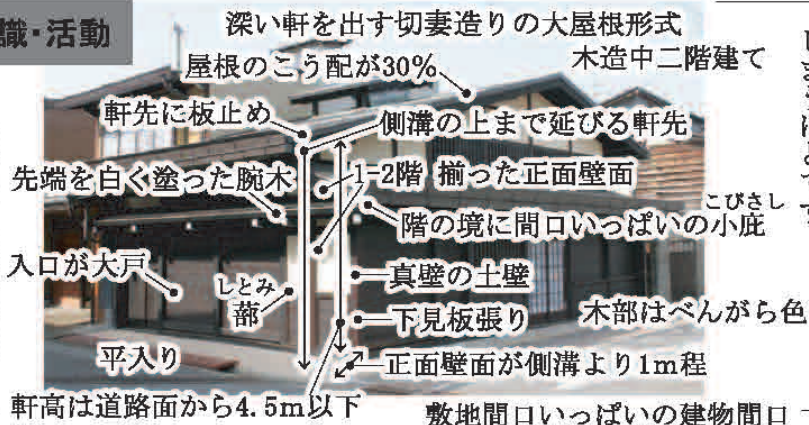 識・活動
深い軒を出す切妻造りの大屋根形式
木造中二階建て
屋根のこう配が30%
軒先に板止め
側溝の上まで延びる軒先
先端を白く塗った腕木
1-2階 揃った正面壁面
こびさし
階の境に間口いっぱいの小庇
入口が大戸
しとみ
蔀
真壁の土壁
下見板張り
木部はべんがら色
平入り
正面壁面が側溝より1m程
軒高は道路面から4.5m以下
敷地間口いっぱいの建物間口